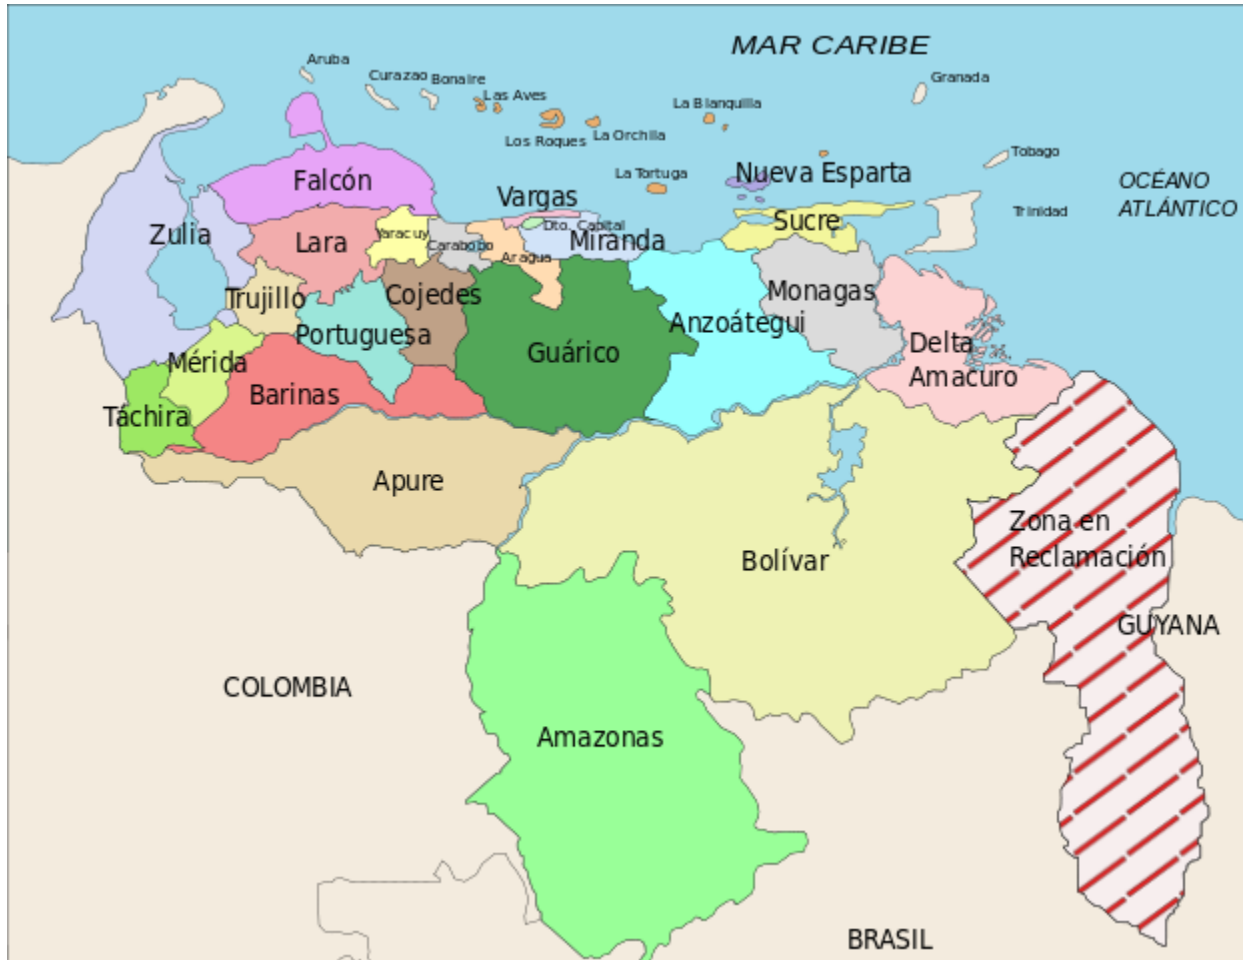 MAR CARIBE
Aruba
Curazao
Bonaire
Las Aves
Los Roques
La Orchila
La Blanquilla
Granada
La Tortuga
Nueva Esparta
Tobago
OCÉANO
ATLÁNTICO
Trinidad
Falcón
Vargas
Dto. Capital
Sucre
Zulia
Lara
Yaracuy
Carabobo
Aragua
Miranda
Trujillo
Cojedes
Portuguesa
Guárico
Anzoátegui
Monagas
Delta
Amacuro
Mérida
Barinas
Táchira
Apure
Bolívar
Zona en
Reclamación
GUYANA
COLOMBIA
Amazonas
BRASIL